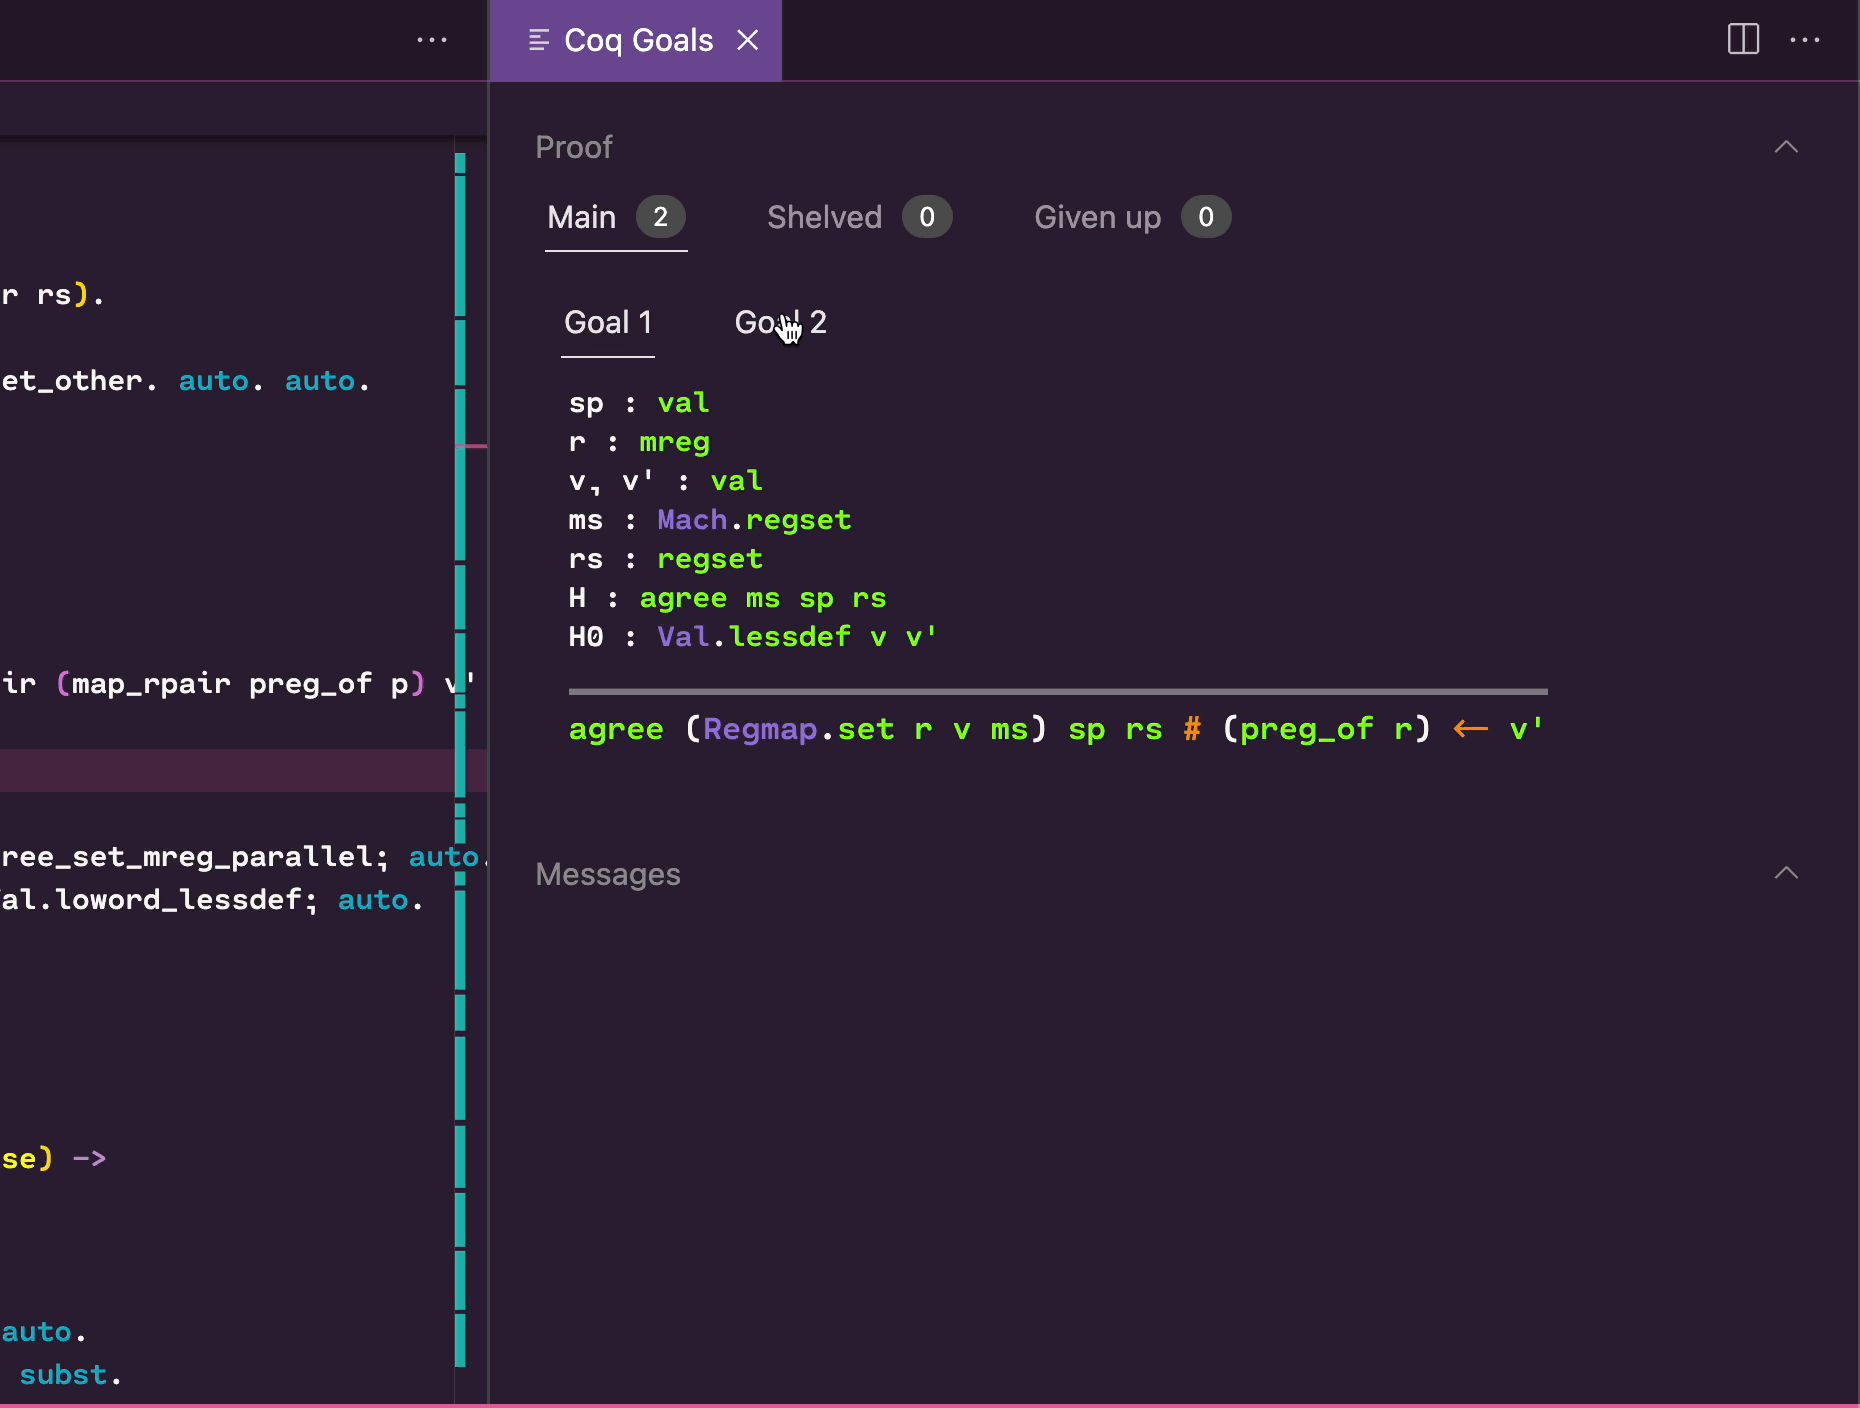 Coq Goals
r rs).
et_other. auto. auto.
ir (map_rpair preg_of p) v'
ree_set_mreg_parallel; auto.
al.loword_lessdef; auto.
se) ->
auto.
subst.
Proof
Main 2 Shelved 0 Given up 0
Goal 1 Goal 2
sp : val
r : mreg
v, v' : val
ms : Mach.regset
rs : regset
H : agree ms sp rs
H0 : Val.lessdef v v'
agree (Regmap.set r v ms) sp rs # (preg_of r) <- v'
Messages